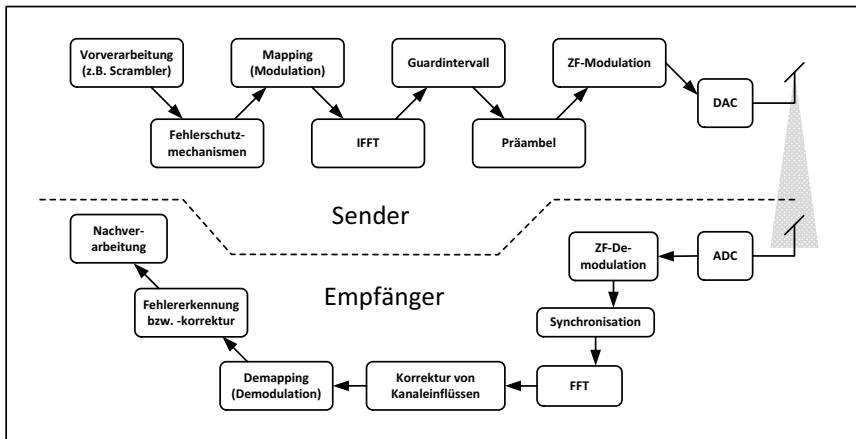 Vorverarbeitung
(z.B. Scrambler)
Fehlerschutz-
mechanismen
Mapping
(Modulation)
IFFT
Guardintervall
Präambel
ZF-Modulation
DAC
Sender
Empfänger
ADC
ZF-De-
modulation
Synchronisation
FFT
Korrektur von
Kanaleinflüssen
Demapping
(Demodulation)
Fehlererkennung
bzw. -korrektur
Nachver-
arbeitung